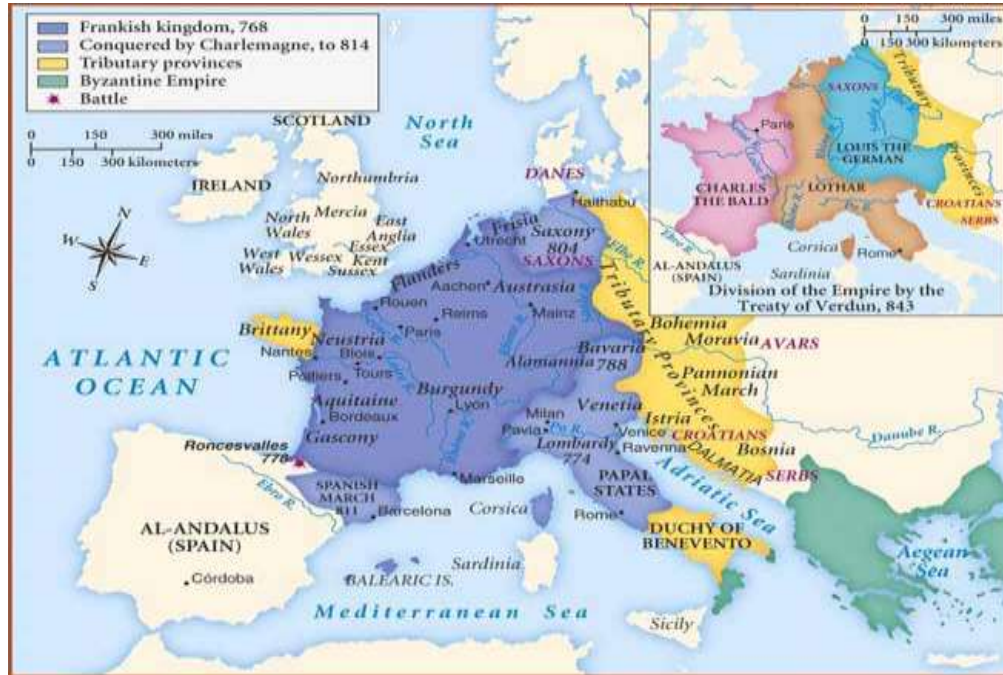 Frankish kingdom, 768
Conquered by Charlemagne, to 814
Tributary provinces
Byzantine Empire
Battle
0 150 300 miles
0 150 300 kilometers
N
W
E
S
SCOTLAND
IRELAND
Northumbria
North
Wales
Mercia
East
Anglia
Essex
West
Wales
Wessex
Kent
Sussex
North
Sea
DANES
Haithabu
Frisia
Utrecht
Saxony
804
SAXONS
Elbe R.
Flanders
Aachen
Austrasia
Rouen
Reims
Mainz
Paris
Brittany
Neustria
Nantes
Blois
Tours
Poitiers
Aquitaine
Bordeaux
Gascony
Burgundy
Lyon
Alamannia
Bavaria
788
Tributary Provinces
Bohemia
Moravia
AVARS
Pannonian
March
ATLANTIC
OCEAN
Roncesvalles
778
Ebro R.
SPANISH
MARCH
811
Barcelona
Marseille
Milan
Pavia
Po R.
Venetia
Venice
Lombardy
774
Ravenna
Istria
CROATIANS
DALMATIA
Bosnia
SERBS
Danube R.
Adriatic Sea
PAPAL
STATES
Rome
Corsica
DUCHY OF
BENEVENTO
AL-ANDALUS
(SPAIN)
Córdoba
BALEARIC IS.
Sardinia
Mediterranean Sea
Sicily
Aegean
Sea
0 150 300 miles
0 150 300 kilometers
Tributary
Provinces
SAXONS
Paris
LOUIS THE
GERMAN
CHARLES
THE BALD
LOTHAR
CROATIANS
SERBS
Ebro R.
Corsica
Rome
AL-ANDALUS
(SPAIN)
Sardinia
Division of the Empire by the
Treaty of Verdun, 843